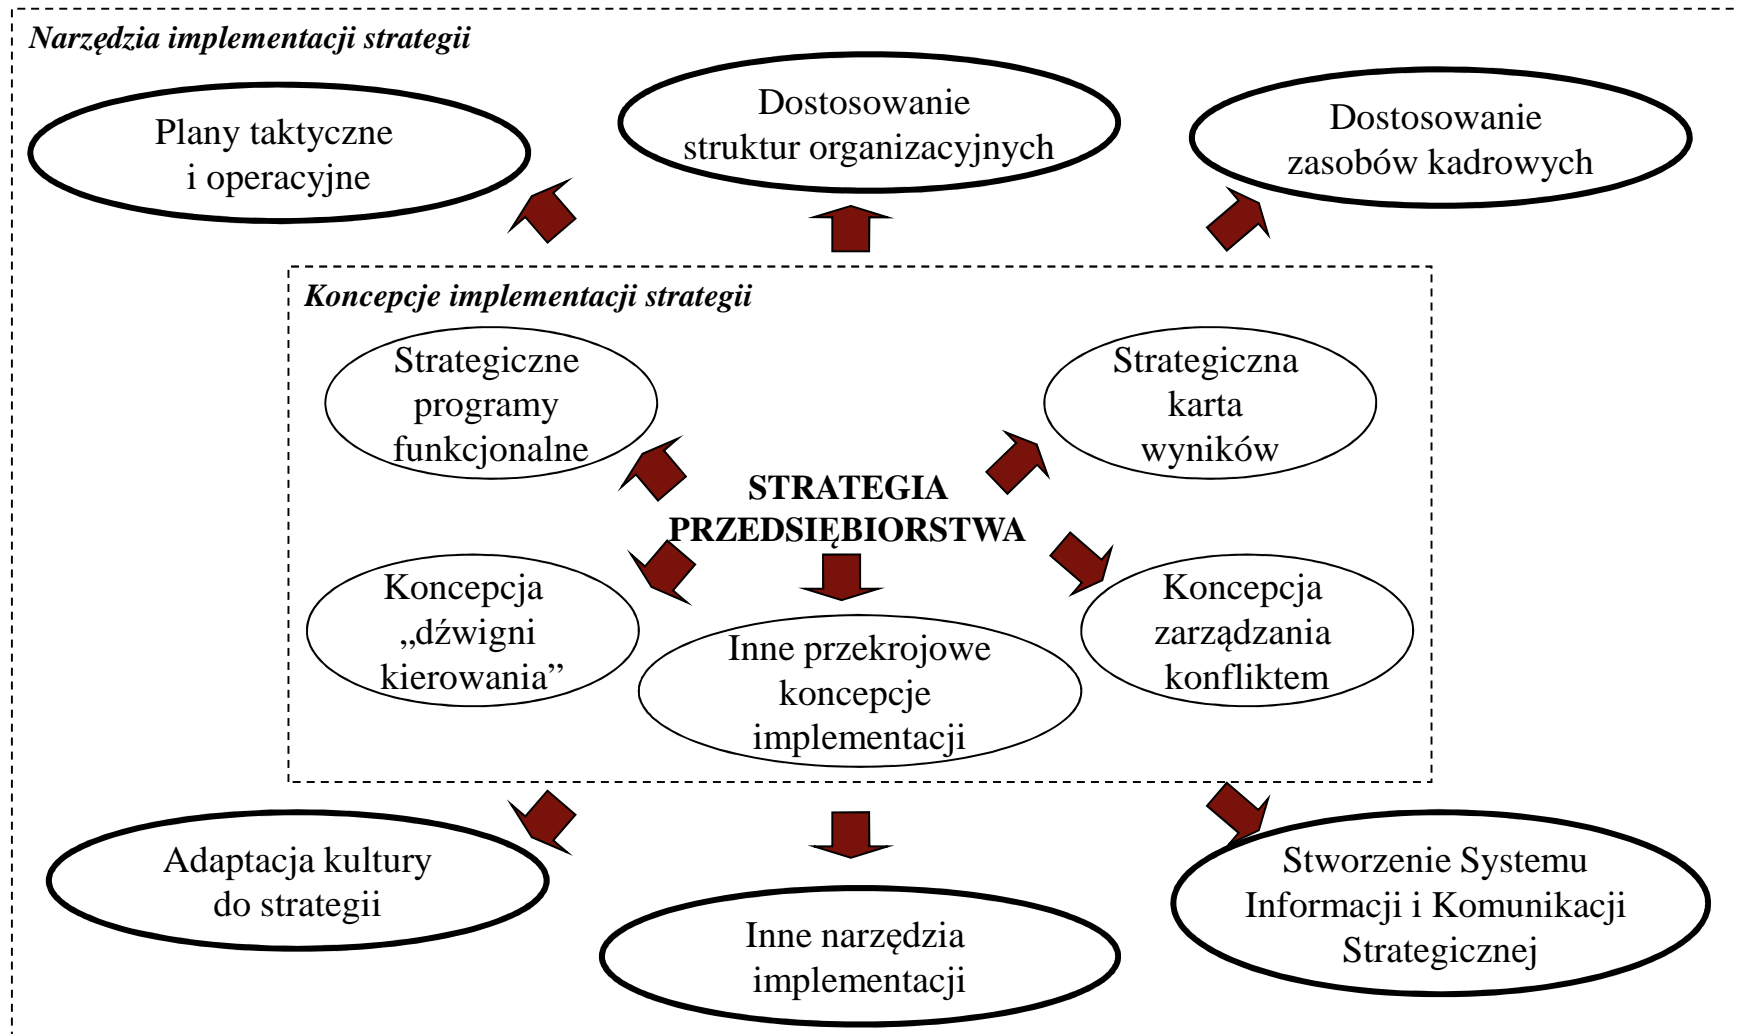 Narzędzia implementacji strategii
Plany taktyczne
i operacyjne
Dostosowanie
struktur organizacyjnych
Dostosowanie
zasobów kadrowych
Koncepcje implementacji strategii
Strategiczne
programy
funkcjonalne
Strategiczna
karta
wyników
STRATEGIA
PRZEDSIĘBIORSTWA
Koncepcja
„dźwigni
kierowania”
Inne przekrojowe
koncepcje
implementacji
Koncepcja
zarządzania
konfliktem
Adaptacja kultury
do strategii
Inne narzędzia
implementacji
Stworzenie Systemu
Informacji i Komunikacji
Strategicznej